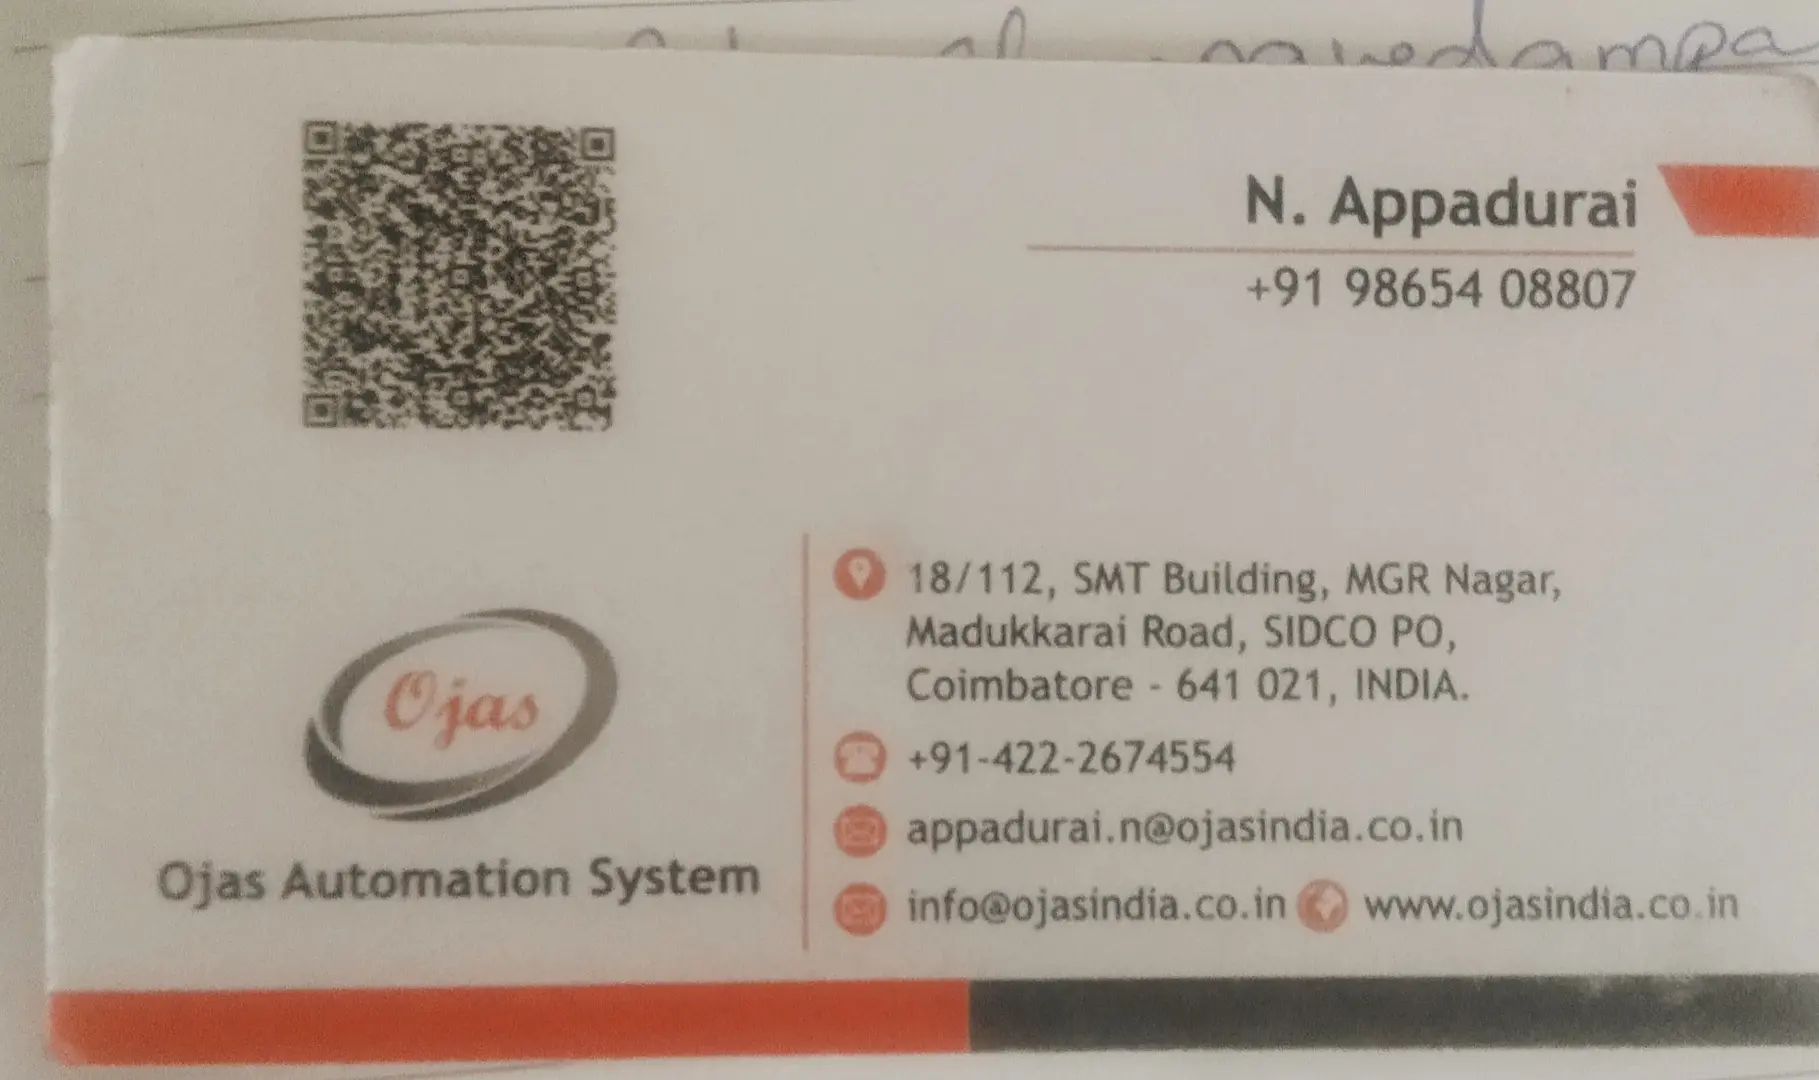 N. Appadurai
+91 98654 08807
18/112, SMT Building, MGR Nagar,
Madukkarai Road, SIDCO PO,
Coimbatore - 641 021, INDIA.
+91-422-2674554
appadurai.n@ojasindia.co.in
info@ojasindia.co.in www.ojasindia.co.in
Ojas
Ojas Automation System